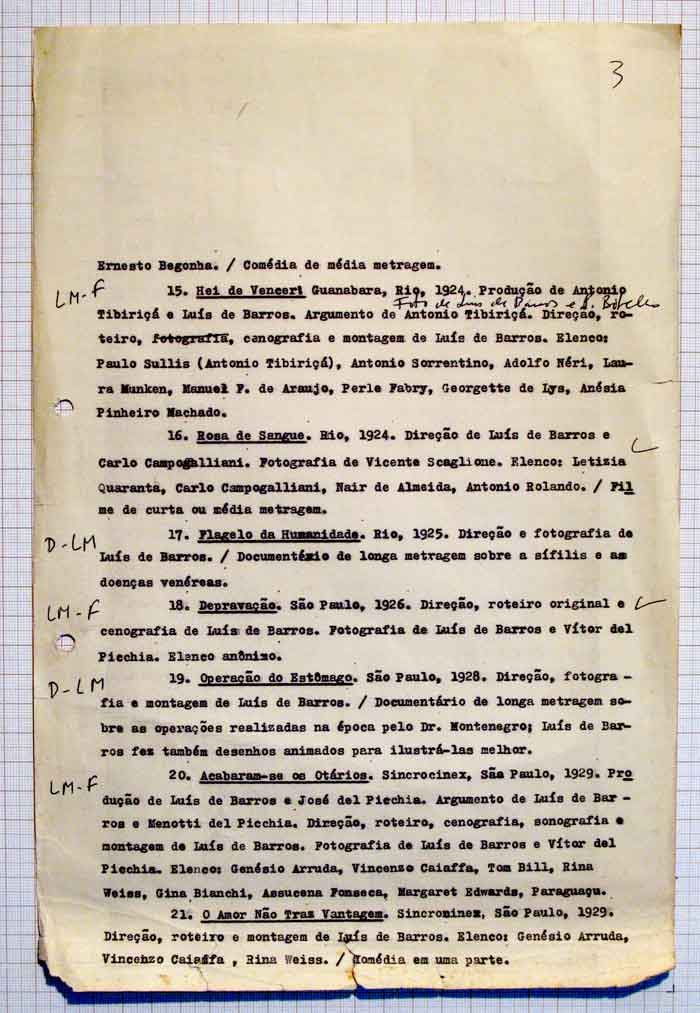 3
Ernesto Begonha. / Comédia de média metragem.
LM-F 15. Hei de Vencer! Guanabara, Rio, 1924. Produção de Antonio
Foto de Luis de Barros e A. Botelho
Tibiriçá e Luís de Barros. Argumento de Antonio Tibiriçá. Direção, ro-
teiro, fotografia, cenografia e montagem de Luís de Barros. Elenco:
Paulo Sullis (Antonio Tibiriçá), Antonio Sorrentino, Adolfo Néri, Lau-
ra Munken, Manuel F. de Araujo, Perle Fabry, Georgette de Lys, Anésia
Pinheiro Machado.
16. Rosa de Sangue. Rio, 1924. Direção de Luís de Barros e
Carlo Campogalliani. Fotografia de Vicente Scaglione. Elenco: Letizia
Quaranta, Carlo Campogalliani, Nair de Almeida, Antonio Rolando. / Fil
me de curta ou média metragem.
D-LM 17. Flagelo da Humanidade. Rio, 1925. Direção e fotografia de
Luís de Barros. / Documentário de longa metragem sobre a sífilis e as
doenças venéreas.
LM-F 18. Depravação. São Paulo, 1926. Direção, roteiro original e
cenografia de Luís de Barros. Fotografia de Luís de Barros e Vítor del
Picchia. Elenco anônimo.
D-LM 19. Operação do Estômago. São Paulo, 1928. Direção, fotogra -
fia e montagem de Luís de Barros. / Documentário de longa metragem so-
bre as operações realizadas na época pelo Dr. Montenegro; Luís de Bar-
ros fez também desenhos animados para ilustrá-las melhor.
LM-F 20. Acabaram-se os Otários. Sincrocinex, São Paulo, 1929. Pro
dução de Luís de Barros e José del Picchia. Argumento de Luís de Bar -
ros e Menotti del Picchia. Direção, roteiro, cenografia, sonografia e
montagem de Luís de Barros. Fotografia de Luís de Barros e Vítor del
Picchia. Elenco: Genésio Arruda, Vincenzo Caiaffa, Tom Bill, Rina
Weiss, Gina Bianchi, Assucena Fonseca, Margaret Edwards, Paraguaçu.
21. O Amor Não Traz Vantagem. Sincrominex, São Paulo, 1929.
Direção, roteiro e montagem de Luís de Barros. Elenco: Genésio Arruda,
Vincenzo Caiaffa , Rina Weiss. / Comédia em uma parte.